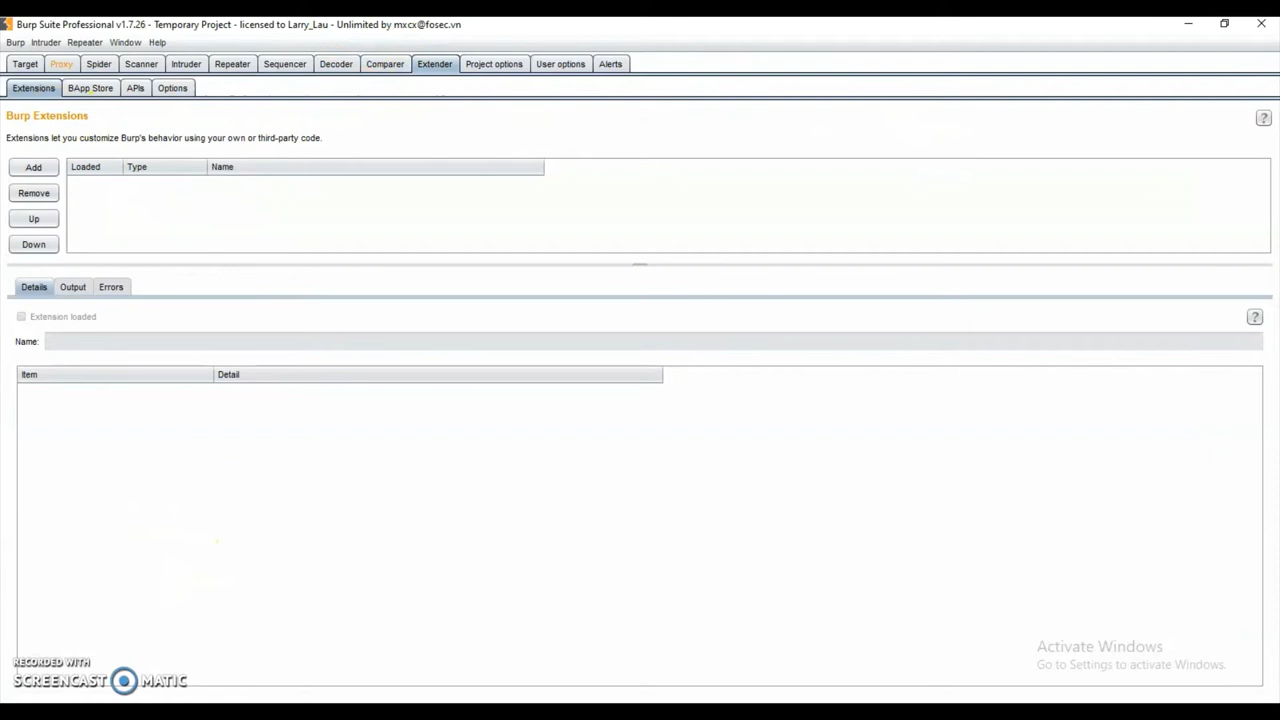 Burp Suite Professional v1.7.26 - Temporary Project - licensed to Larry_Lau - Unlimited by mxcx@fosec.vn
Burp Intruder Repeater Window Help
Target Proxy Spider Scanner Intruder Repeater Sequencer Decoder Comparer Extender Project options User options Alerts
Extensions BApp Store APIs Options
Burp Extensions
?
Extensions let you customize Burp's behavior using your own or third-party code.
Add Loaded Type Name
Remove
Up
Down
Details Output Errors
Extension loaded
?
Name:
Item Detail
Activate Windows
Go to Settings to activate Windows.
RECORDED WITH
SCREENCAST MATIC